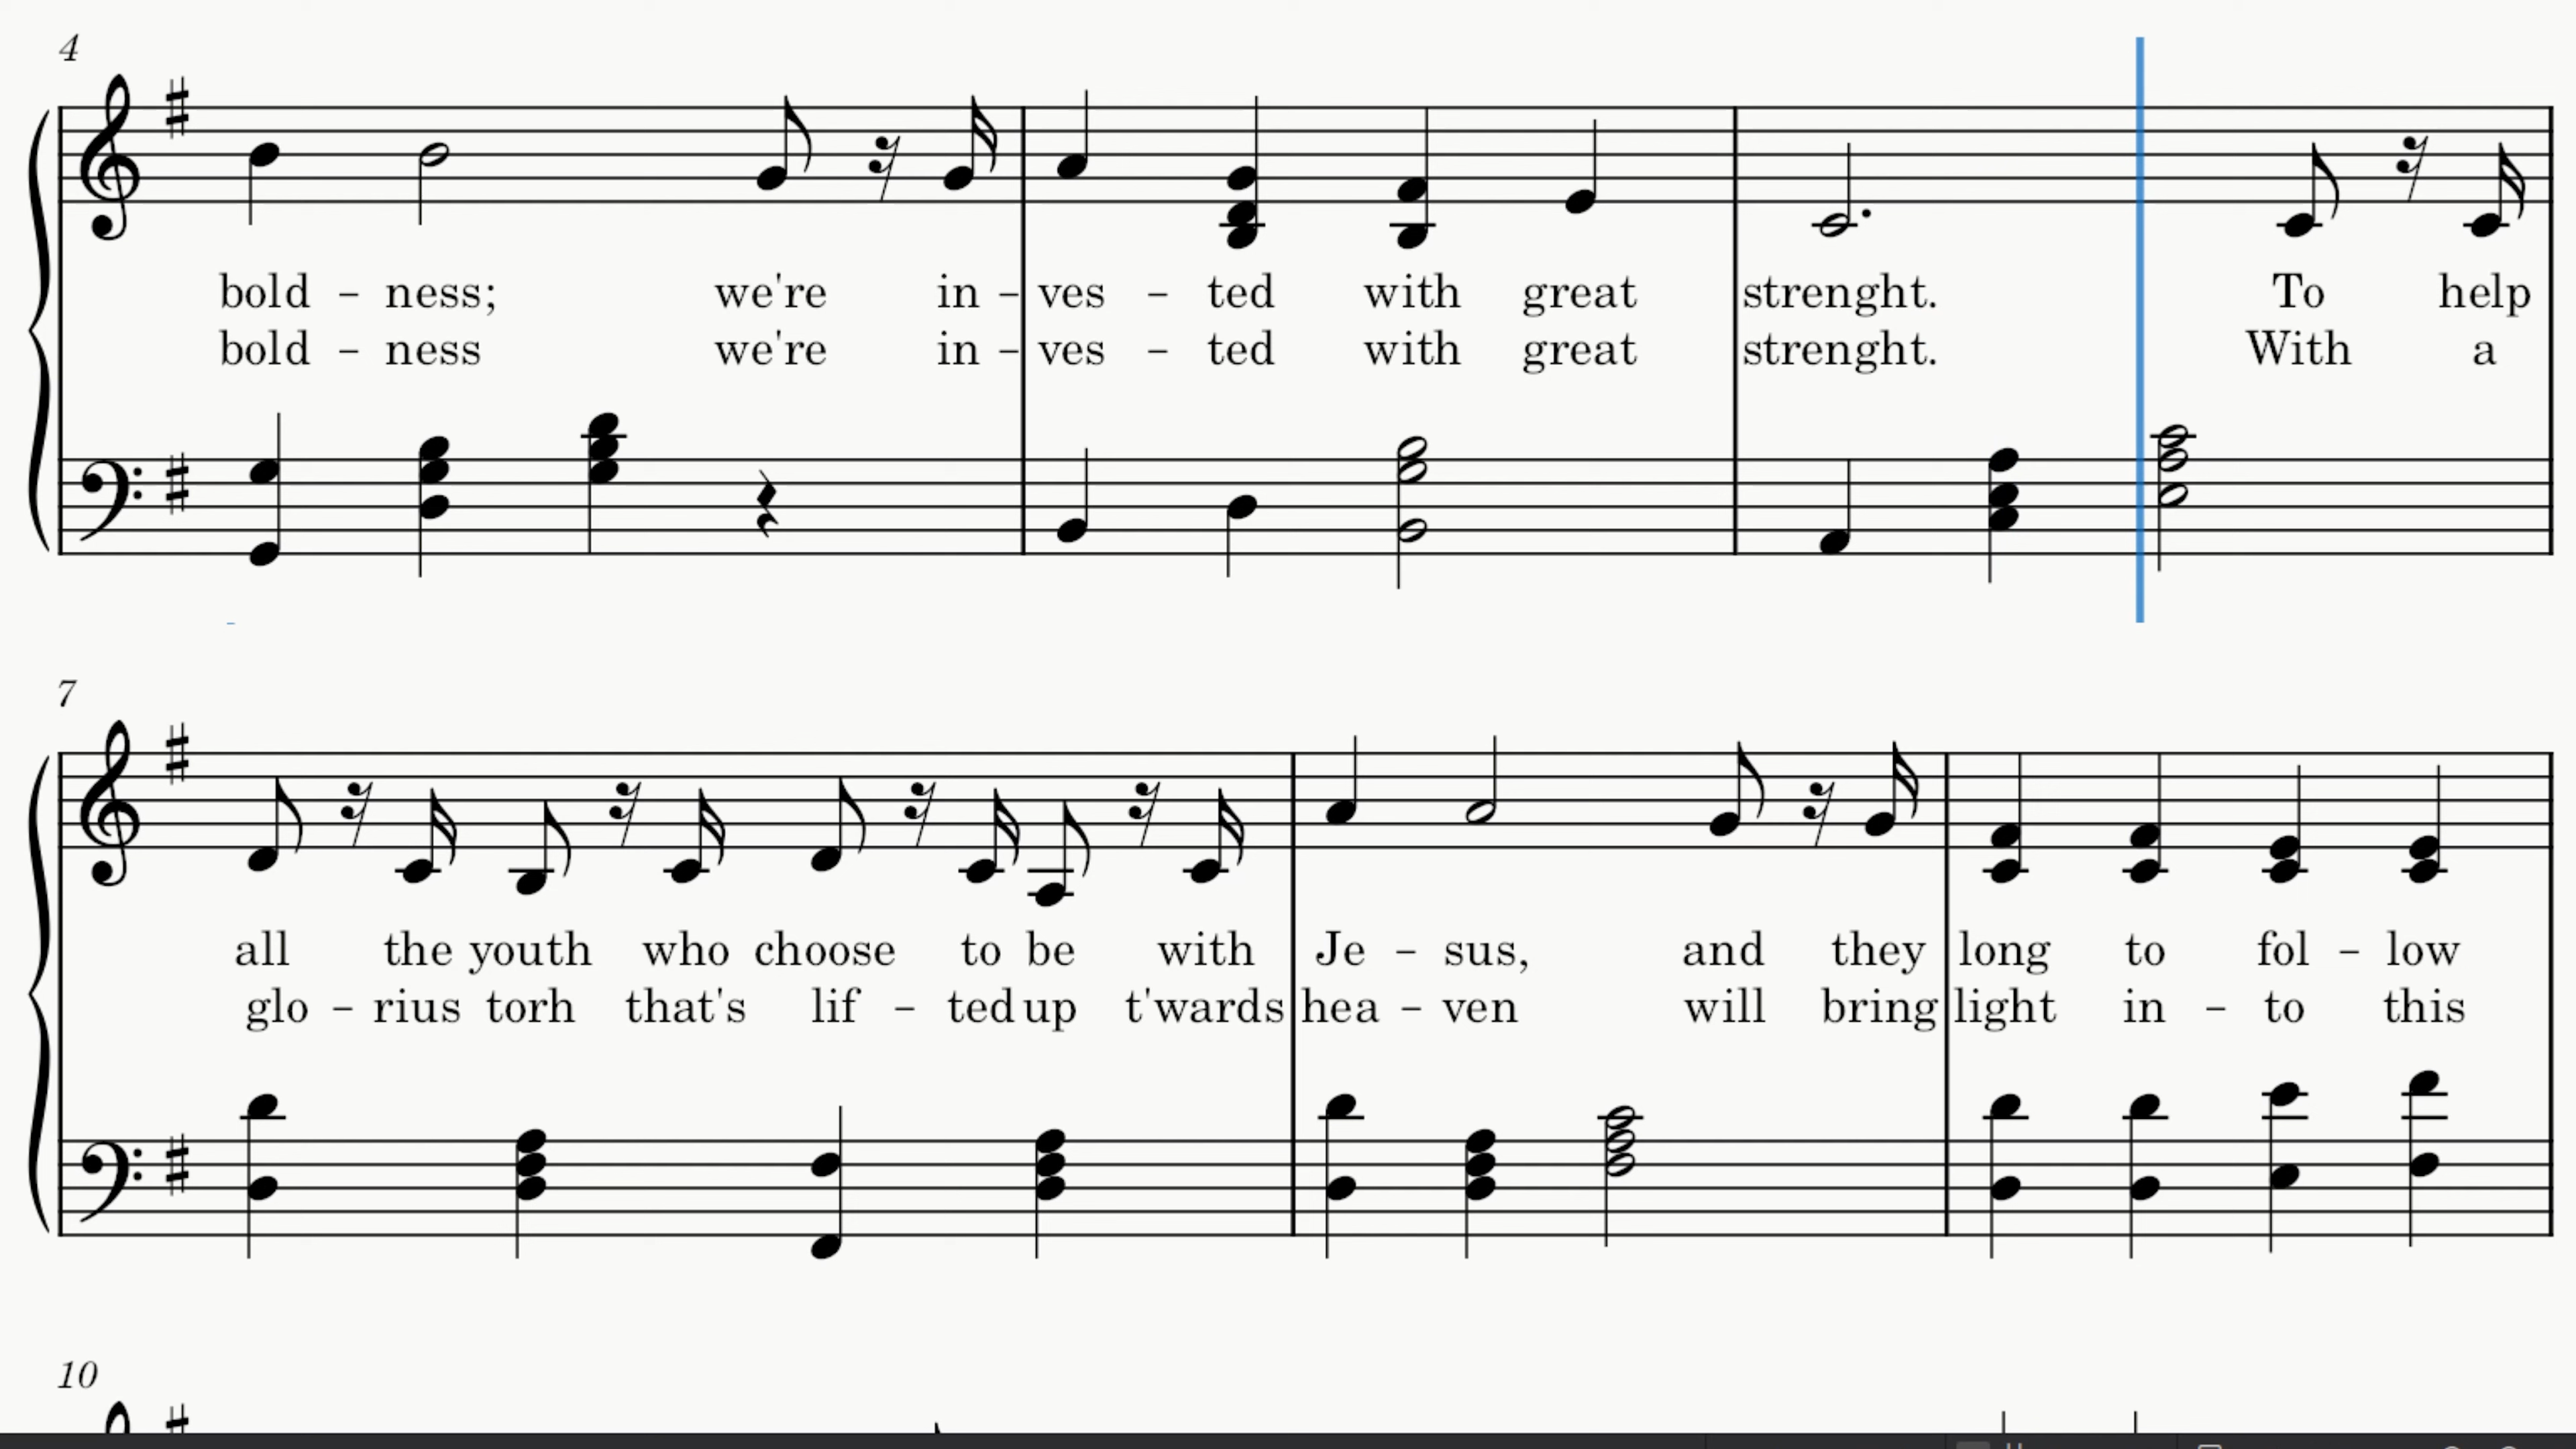 4
bold - ness; we're in - ves - ted with great strenght. To help
bold - ness we're in - ves - ted with great strenght. With a
7
all the youth who choose to be with Je - sus, and they long to fol - low
glo - rius torh that's lif - ted up t'wards hea - ven will bring light in - to this
10